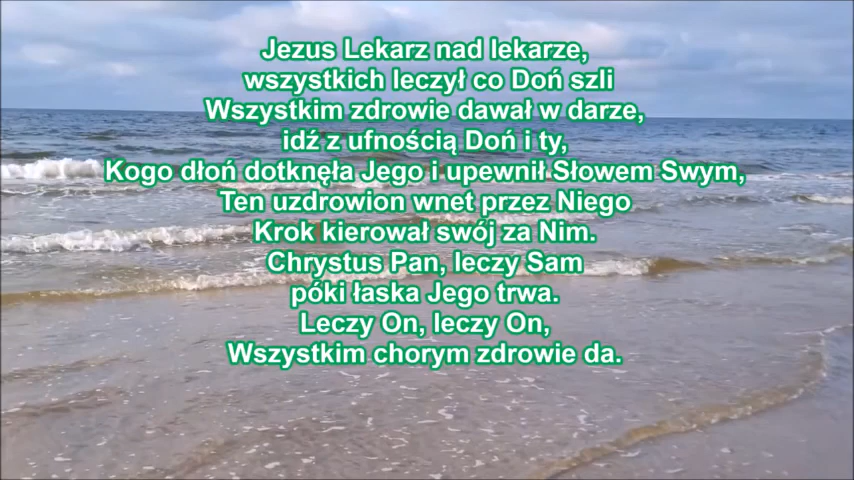 Jezus Lekarz nad lekarze,
wszystkich leczył co Doń szli
Wszystkim zdrowie dawał w darze,
idź z ufnością Doń i ty,
Kogo dłoń dotknęła Jego i upewnił Słowem Swym,
Ten uzdrowion wnet przez Niego
Krok kierował swój za Nim.
Chrystus Pan, leczy Sam
póki łaska Jego trwa.
Leczy On, leczy On,
Wszystkim chorym zdrowie da.